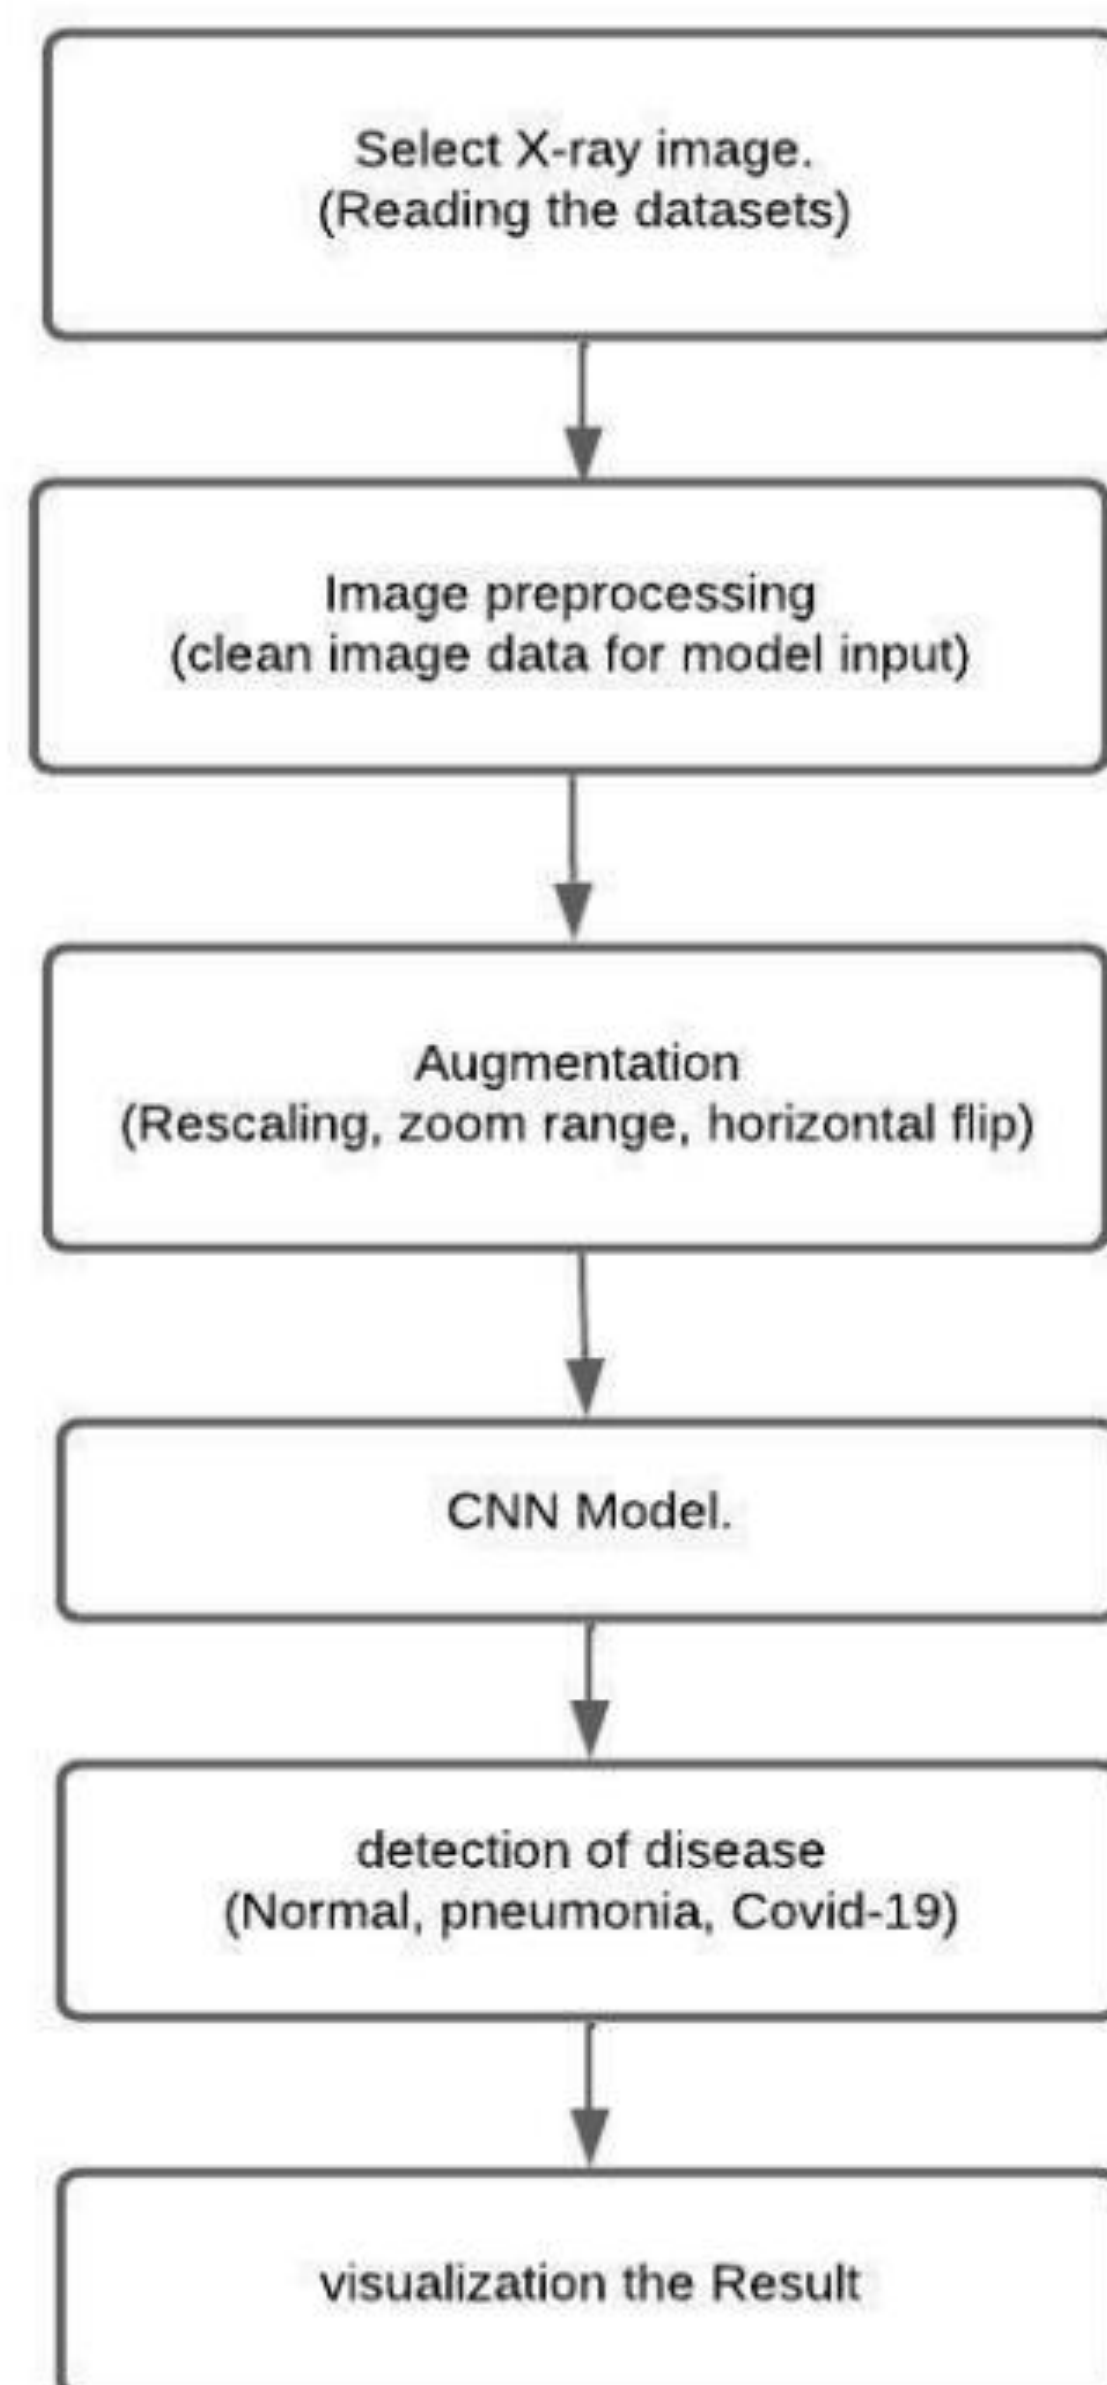 Select X-ray image.
(Reading the datasets)
Image preprocessing
(clean image data for model input)
Augmentation
(Rescaling, zoom range, horizontal flip)
CNN Model.
detection of disease
(Normal, pneumonia, Covid-19)
visualization the Result